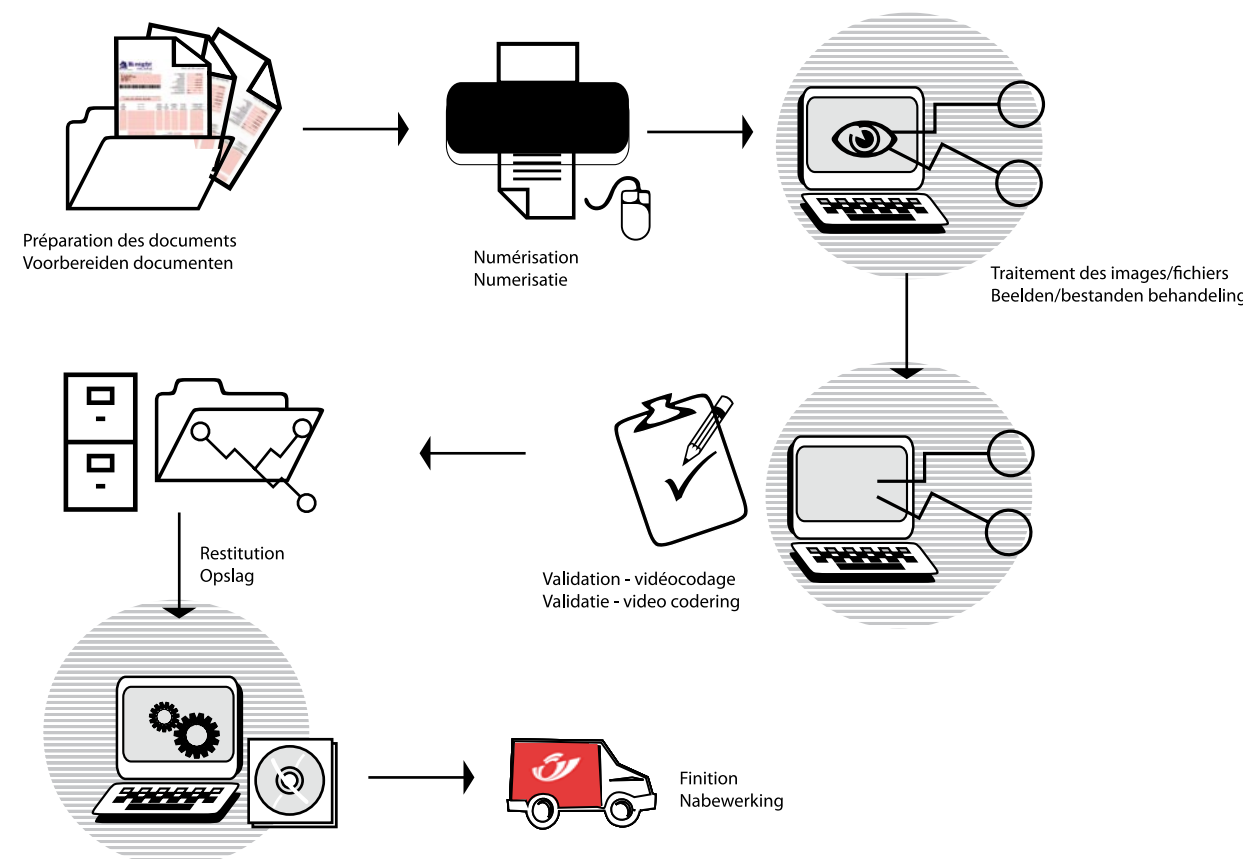 Préparation des documents
Voorbereiden documenten
Numérisation
Numerisatie
Traitement des images/fichiers
Beelden/bestanden behandeling
Validation - vidéocodage
Validatie - video codering
Restitution
Opslag
Finition
Nabewerking